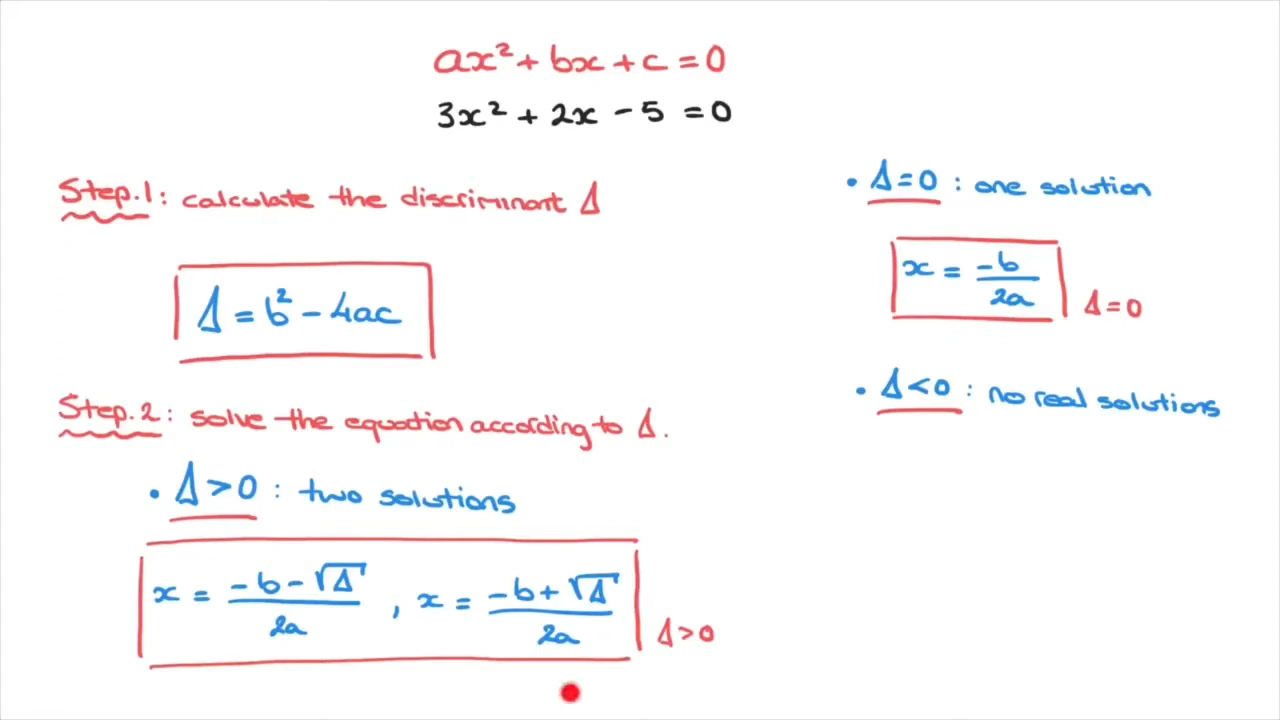 ax² + bx + c = 0
3x² + 2x - 5 = 0
Step.1: calculate the discriminant Δ
Δ = b² - 4ac
Step.2: solve the equation according to Δ.
• Δ > 0 : two solutions
x = (-b - √Δ)/2a , x = (-b + √Δ)/2a Δ > 0
• Δ = 0 : one solution
x = -b/2a Δ = 0
• Δ < 0 : no real solutions